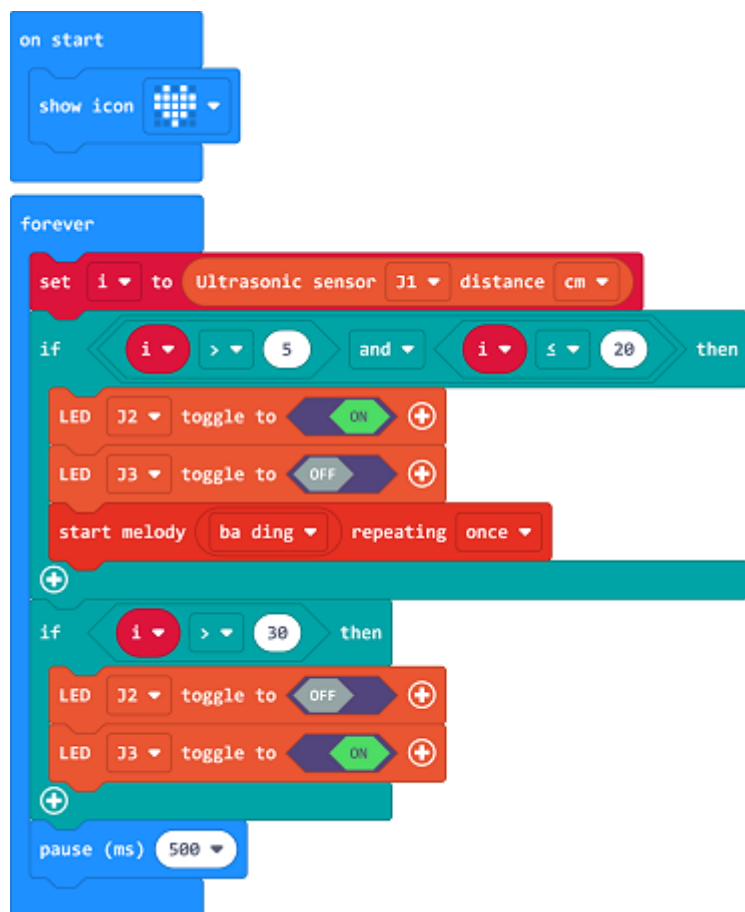 on start
show icon
forever
set i to Ultrasonic sensor J1 distance cm
if i > 5 and i ≤ 20 then
LED J2 toggle to ON
LED J3 toggle to OFF
start melody ba ding repeating once
if i > 30 then
LED J2 toggle to OFF
LED J3 toggle to ON
pause (ms) 500